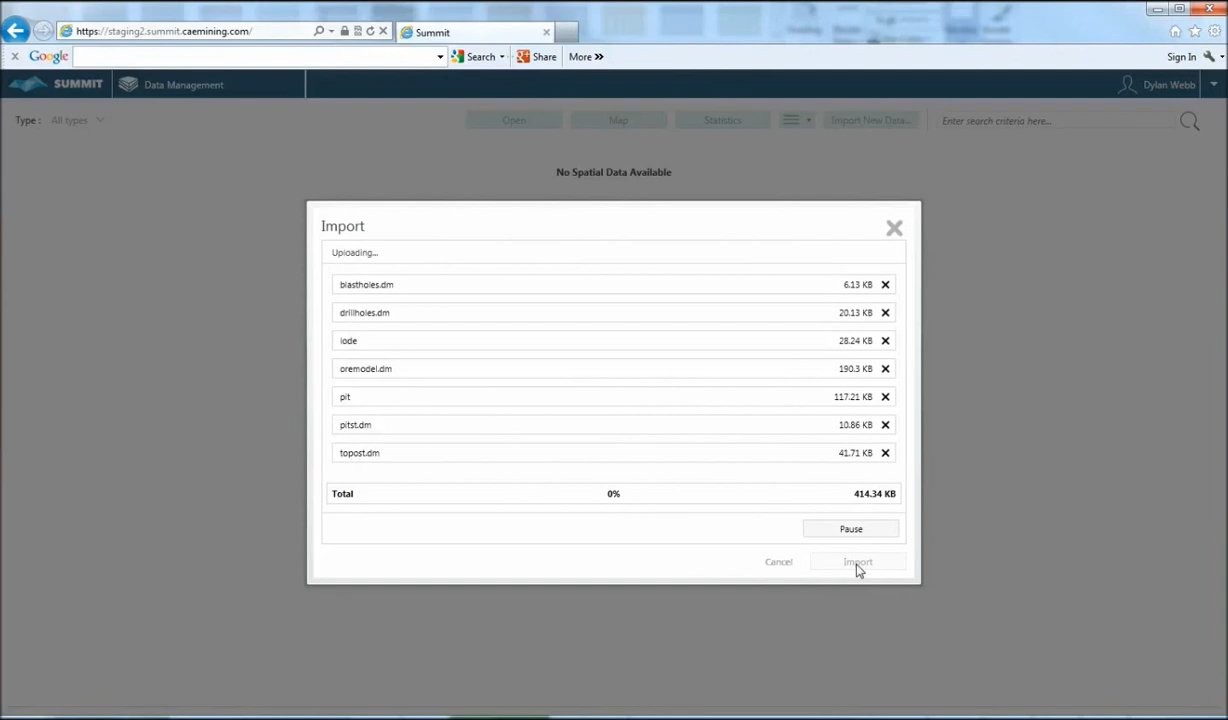 https://staging2.summit.caemining.com/
Summit
Google
Search
Share
More »
Sign In
SUMMIT
Data Management
Dylan Webb
Type :
All types
Open
Map
Statistics
Import New Data...
Enter search criteria here...
No Spatial Data Available
Import
Uploading...
blastholes.dm 6.13 KB
drillholes.dm 20.13 KB
lode 28.24 KB
oremodel.dm 190.3 KB
pit 117.21 KB
pitst.dm 10.86 KB
topost.dm 41.71 KB
Total 0% 414.34 KB
Pause
Cancel
Import